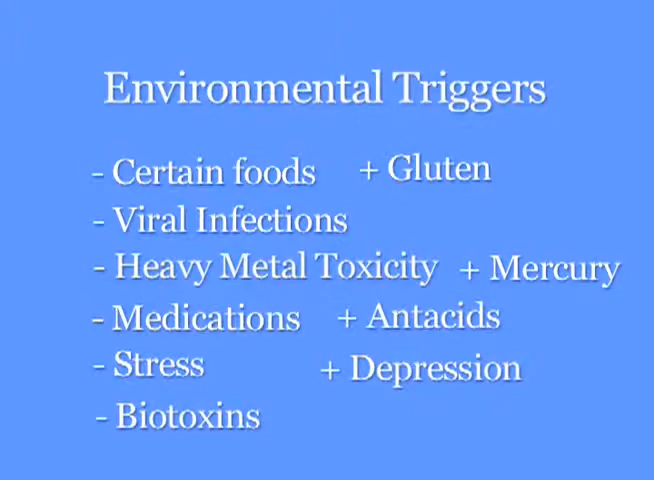 Environmental Triggers
- Certain foods + Gluten
- Viral Infections
- Heavy Metal Toxicity + Mercury
- Medications + Antacids
- Stress + Depression
- Biotoxins